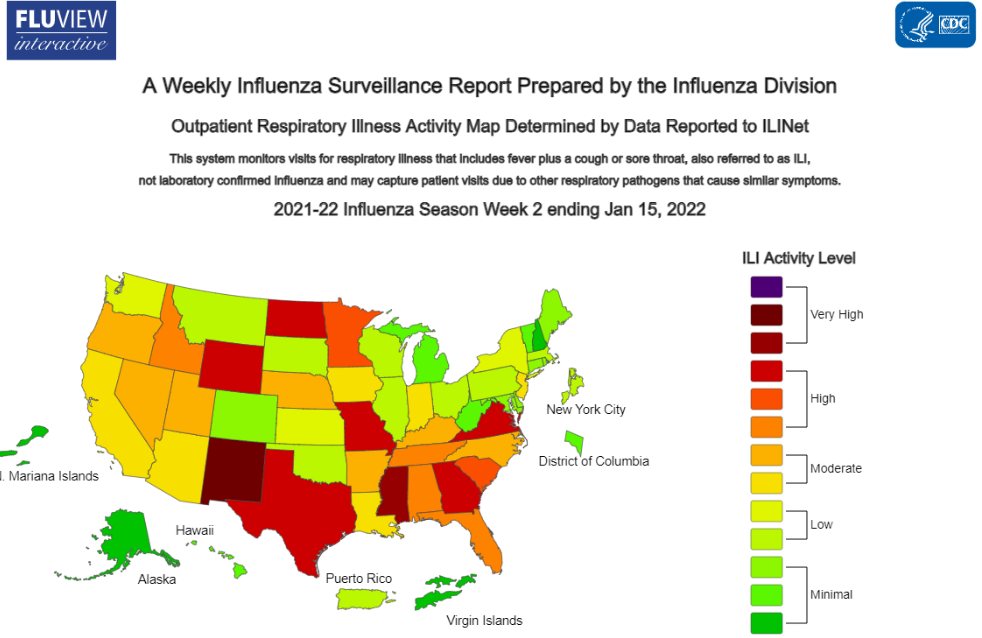 FLUVIEW
interactive
CDC
A Weekly Influenza Surveillance Report Prepared by the Influenza Division
Outpatient Respiratory Illness Activity Map Determined by Data Reported to ILINet
This system monitors visits for respiratory illness that includes fever plus a cough or sore throat, also referred to as ILI,
not laboratory confirmed influenza and may capture patient visits due to other respiratory pathogens that cause similar symptoms.
2021-22 Influenza Season Week 2 ending Jan 15, 2022
ILI Activity Level
Very High
High
Moderate
Low
Minimal
New York City
District of Columbia
. Mariana Islands
Hawaii
Alaska
Puerto Rico
Virgin Islands